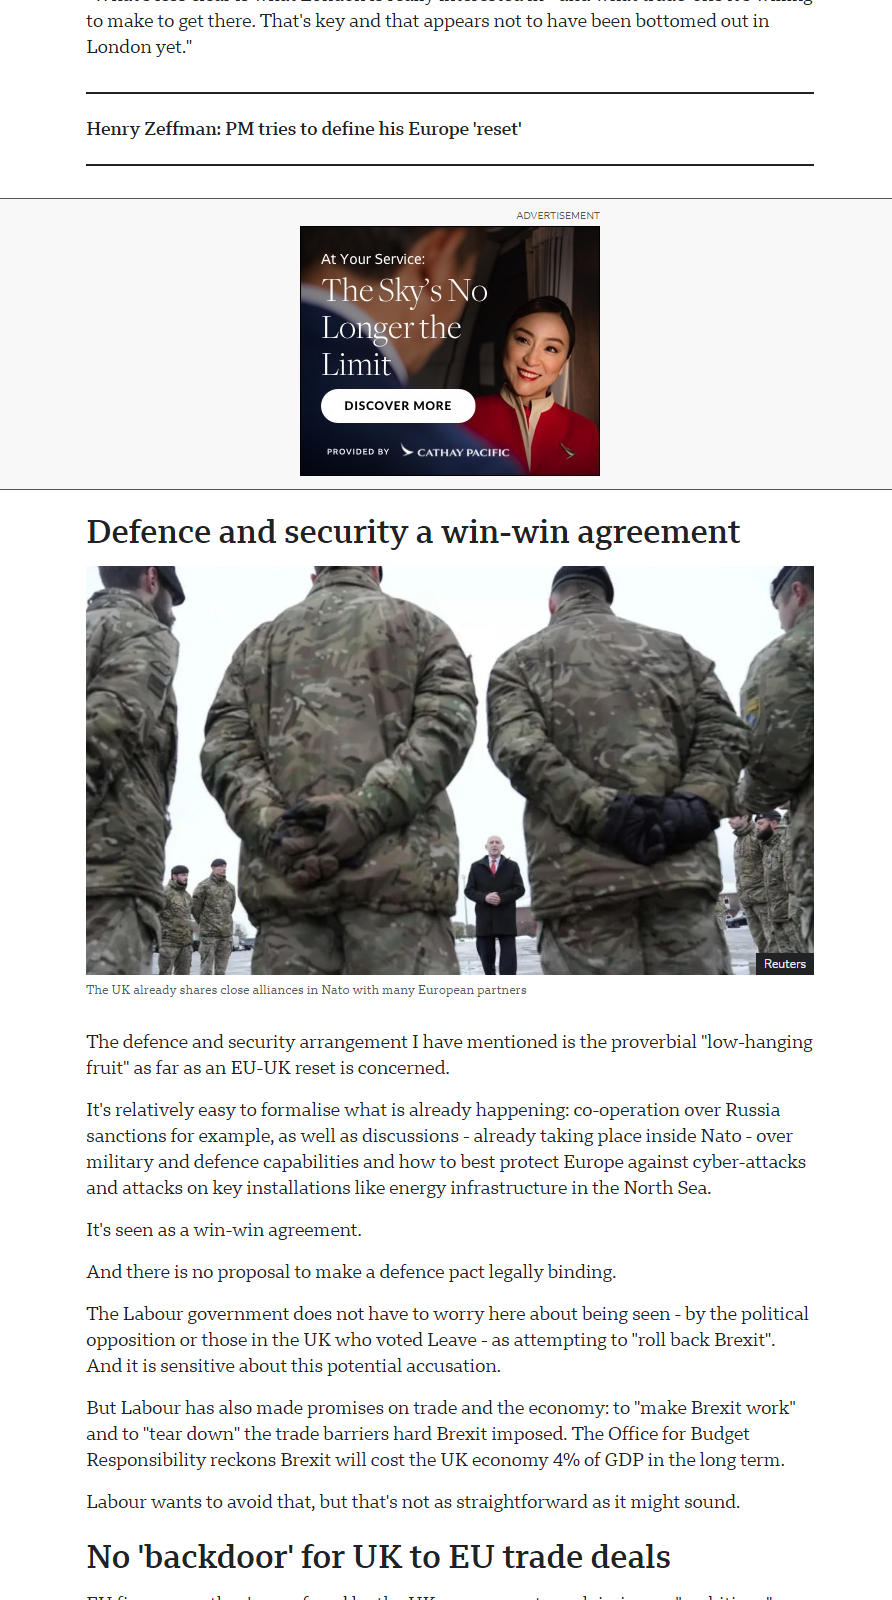 to make to get there. That's key and that appears not to have been bottomed out in
London yet."
Henry Zeffman: PM tries to define his Europe 'reset'
ADVERTISEMENT
At Your Service:
The Sky's No
Longer the
Limit
DISCOVER MORE
PROVIDED BY CATHAY PACIFIC
Defence and security a win-win agreement
Reuters
The UK already shares close alliances in Nato with many European partners
The defence and security arrangement I have mentioned is the proverbial "low-hanging
fruit" as far as an EU-UK reset is concerned.
It's relatively easy to formalise what is already happening: co-operation over Russia
sanctions for example, as well as discussions - already taking place inside Nato - over
military and defence capabilities and how to best protect Europe against cyber-attacks
and attacks on key installations like energy infrastructure in the North Sea.
It's seen as a win-win agreement.
And there is no proposal to make a defence pact legally binding.
The Labour government does not have to worry here about being seen - by the political
opposition or those in the UK who voted Leave - as attempting to "roll back Brexit".
And it is sensitive about this potential accusation.
But Labour has also made promises on trade and the economy: to "make Brexit work"
and to "tear down" the trade barriers hard Brexit imposed. The Office for Budget
Responsibility reckons Brexit will cost the UK economy 4% of GDP in the long term.
Labour wants to avoid that, but that's not as straightforward as it might sound.
No 'backdoor' for UK to EU trade deals